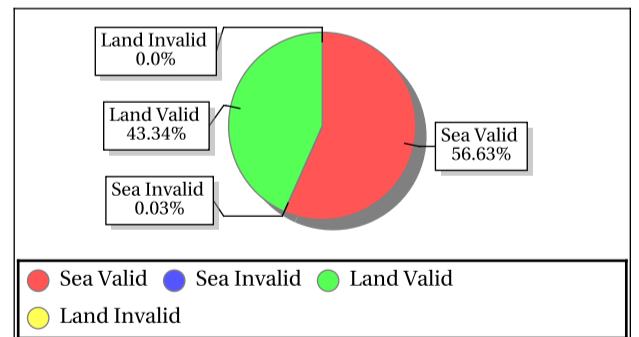 Land Invalid
0.0%
Land Valid
43.34%
Sea Valid
56.63%
Sea Invalid
0.03%
Sea Valid Sea Invalid Land Valid
Land Invalid